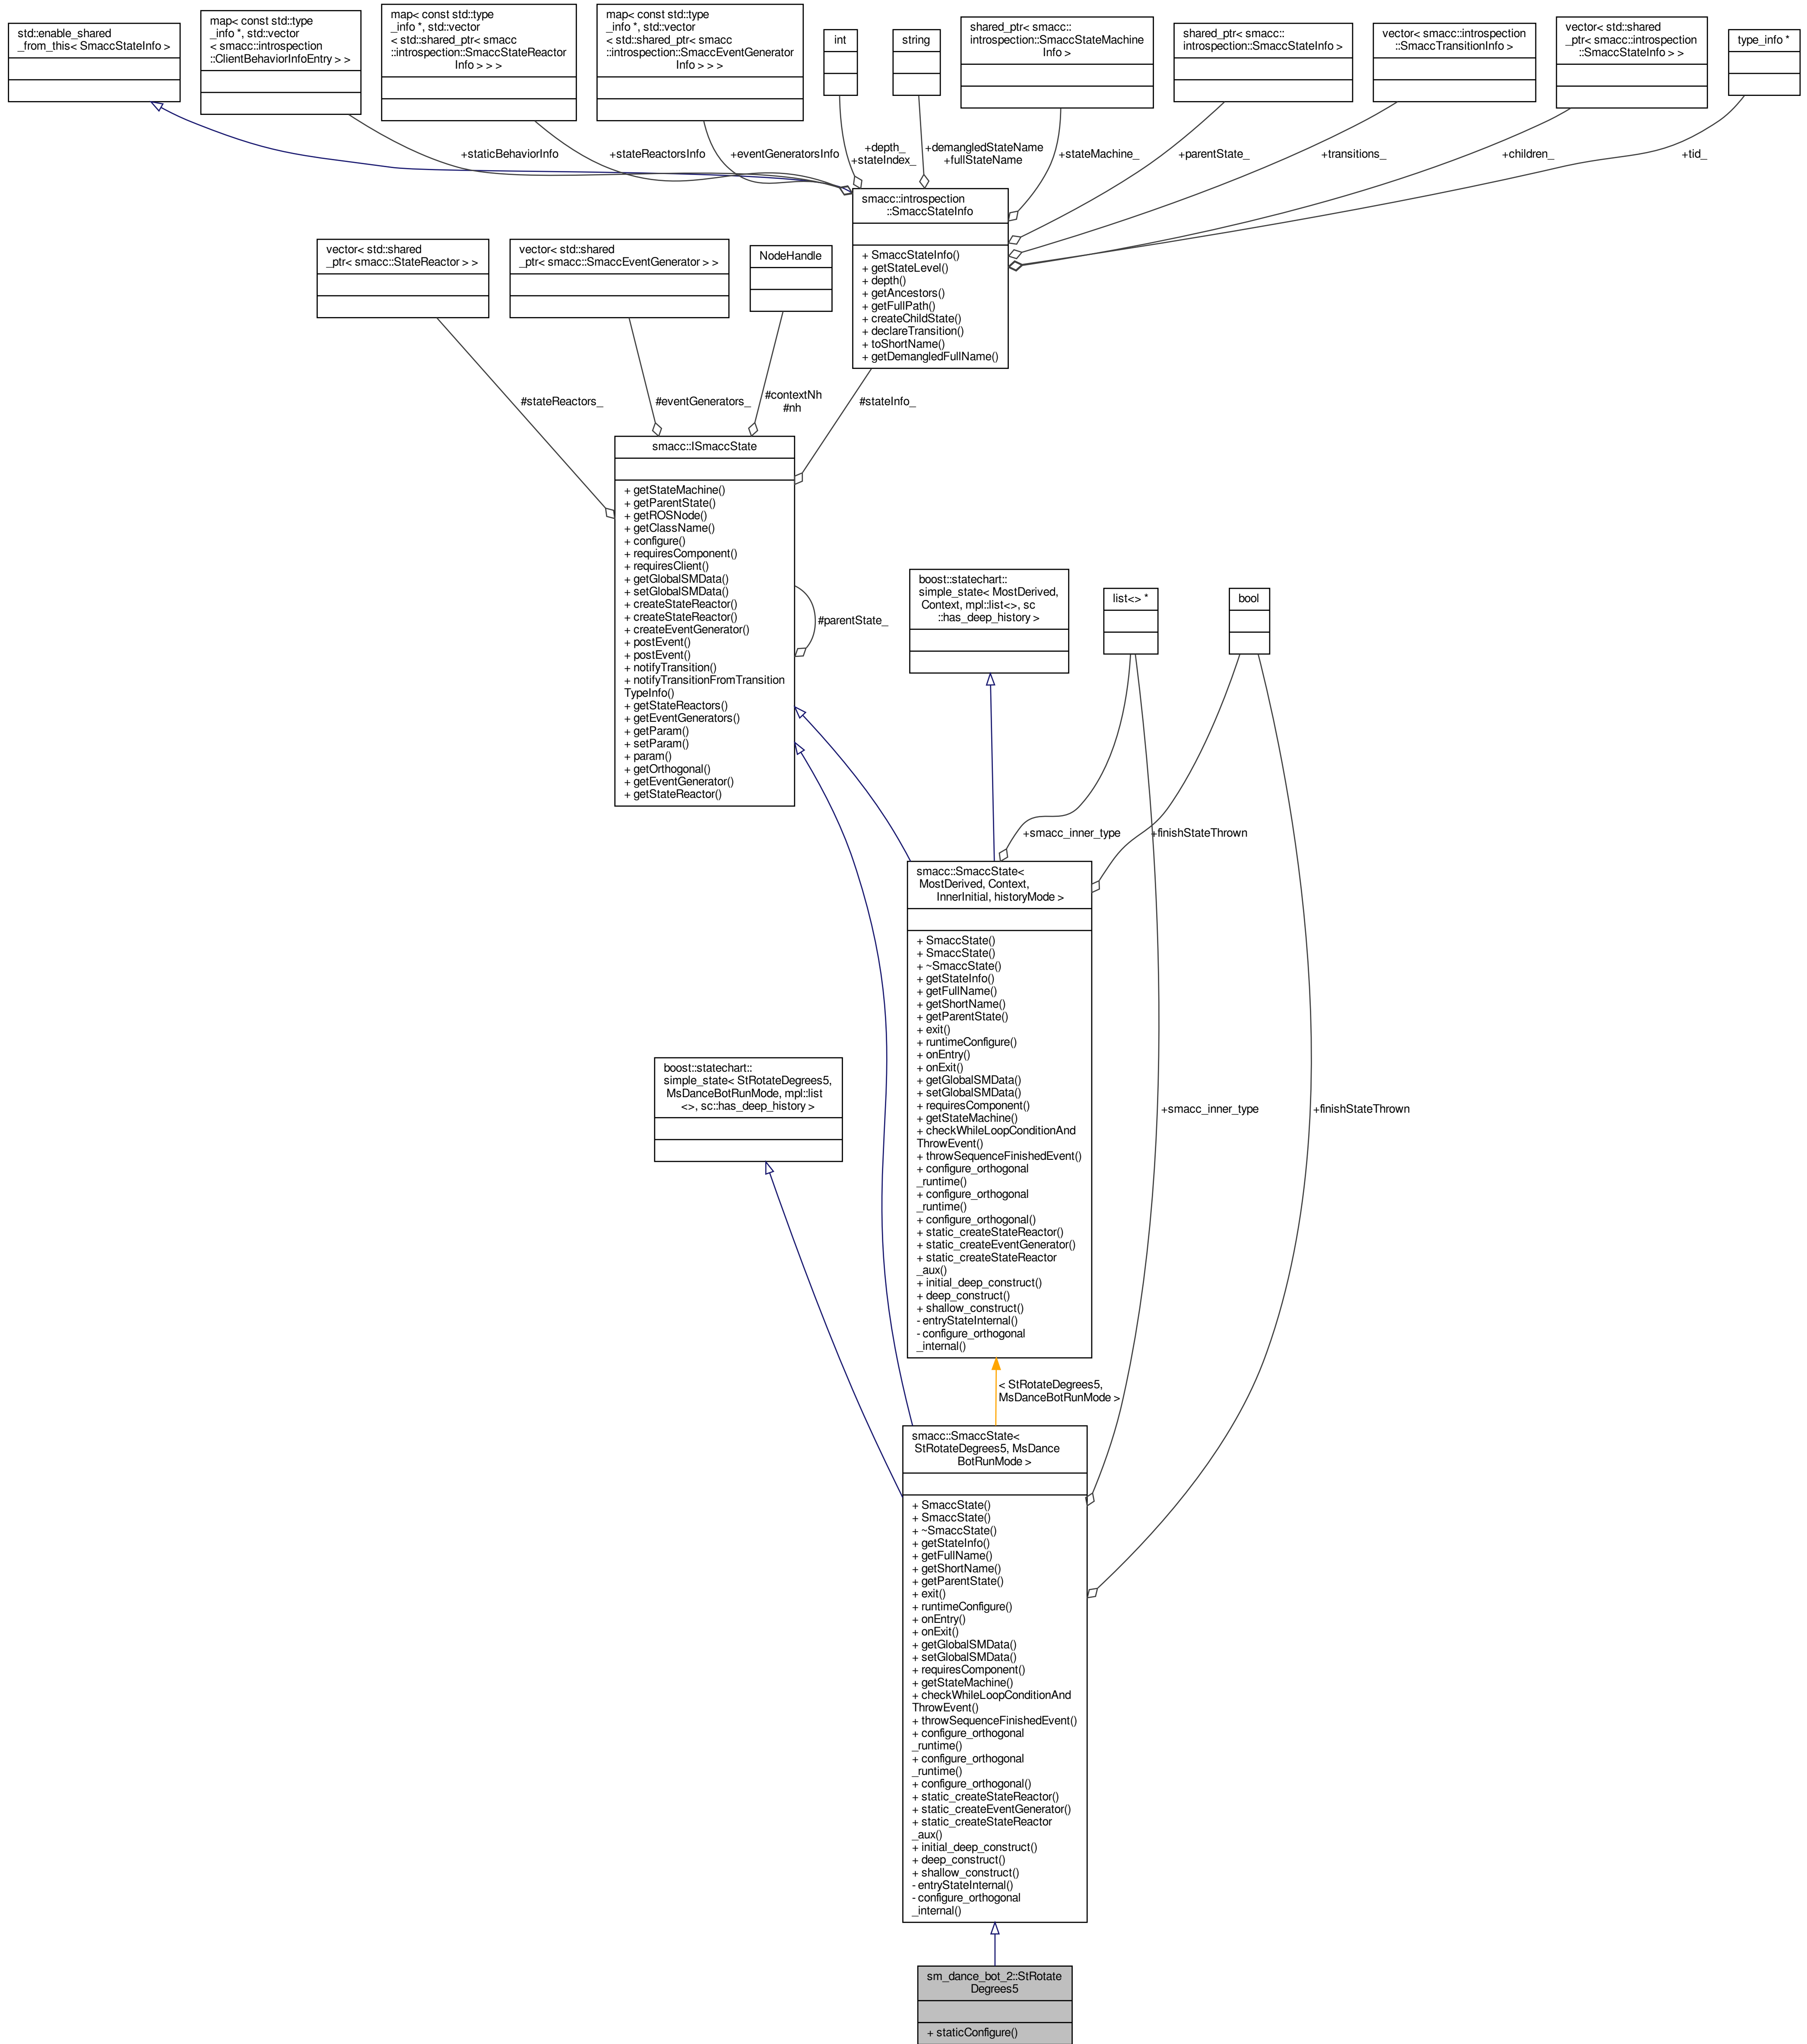 std::enable_shared
_from_this< SmaccStateInfo >
map< const std::type
_info *, std::vector
< smacc::introspection
::ClientBehaviorInfoEntry > >
map< const std::type
_info *, std::vector
< std::shared_ptr< smacc
::introspection::SmaccStateReactor
Info > > >
map< const std::type
_info *, std::vector
< std::shared_ptr< smacc
::introspection::SmaccEventGenerator
Info > > >
int
string
shared_ptr< smacc::
introspection::SmaccStateMachine
Info >
shared_ptr< smacc::
introspection::SmaccStateInfo >
vector< smacc::introspection
::SmaccTransitionInfo >
vector< std::shared
_ptr< smacc::introspection
::SmaccStateInfo > >
type_info *
+staticBehaviorInfo
+stateReactorsInfo
+eventGeneratorsInfo
+depth_
+stateIndex_
+demangledStateName
+fullStateName
+stateMachine_
+parentState_
+transitions_
+children_
+tid_
smacc::introspection
::SmaccStateInfo
+ SmaccStateInfo()
+ getStateLevel()
+ depth()
+ getAncestors()
+ getFullPath()
+ createChildState()
+ declareTransition()
+ toShortName()
+ getDemangledFullName()
vector< std::shared
_ptr< smacc::StateReactor > >
vector< std::shared
_ptr< smacc::SmaccEventGenerator > >
NodeHandle
#stateReactors_
#eventGenerators_
#contextNh
#nh
#stateInfo_
smacc::ISmaccState
+ getStateMachine()
+ getParentState()
+ getROSNode()
+ getClassName()
+ configure()
+ requiresComponent()
+ requiresClient()
+ getGlobalSMData()
+ setGlobalSMData()
+ createStateReactor()
+ createStateReactor()
+ createEventGenerator()
+ postEvent()
+ postEvent()
+ notifyTransition()
+ notifyTransitionFromTransition
TypeInfo()
+ getStateReactors()
+ getEventGenerators()
+ getParam()
+ setParam()
+ param()
+ getOrthogonal()
+ getEventGenerator()
+ getStateReactor()
#parentState_
boost::statechart::
simple_state< MostDerived,
Context, mpl::list<>, sc
::has_deep_history >
list<> *
bool
+smacc_inner_type
+finishStateThrown
smacc::SmaccState<
MostDerived, Context,
InnerInitial, historyMode >
+ SmaccState()
+ SmaccState()
+ ~SmaccState()
+ getStateInfo()
+ getFullName()
+ getShortName()
+ getParentState()
+ exit()
+ runtimeConfigure()
+ onEntry()
+ onExit()
+ getGlobalSMData()
+ setGlobalSMData()
+ requiresComponent()
+ getStateMachine()
+ checkWhileLoopConditionAnd
ThrowEvent()
+ throwSequenceFinishedEvent()
+ configure_orthogonal
_runtime()
+ configure_orthogonal
_runtime()
+ configure_orthogonal()
+ static_createStateReactor()
+ static_createEventGenerator()
+ static_createStateReactor
_aux()
+ initial_deep_construct()
+ deep_construct()
+ shallow_construct()
- entryStateInternal()
- configure_orthogonal
_internal()
boost::statechart::
simple_state< StRotateDegrees5,
MsDanceBotRunMode, mpl::list
<>, sc::has_deep_history >
+smacc_inner_type
+finishStateThrown
< StRotateDegrees5,
MsDanceBotRunMode >
smacc::SmaccState<
StRotateDegrees5, MsDance
BotRunMode >
+ SmaccState()
+ SmaccState()
+ ~SmaccState()
+ getStateInfo()
+ getFullName()
+ getShortName()
+ getParentState()
+ exit()
+ runtimeConfigure()
+ onEntry()
+ onExit()
+ getGlobalSMData()
+ setGlobalSMData()
+ requiresComponent()
+ getStateMachine()
+ checkWhileLoopConditionAnd
ThrowEvent()
+ throwSequenceFinishedEvent()
+ configure_orthogonal
_runtime()
+ configure_orthogonal
_runtime()
+ configure_orthogonal()
+ static_createStateReactor()
+ static_createEventGenerator()
+ static_createStateReactor
_aux()
+ initial_deep_construct()
+ deep_construct()
+ shallow_construct()
- entryStateInternal()
- configure_orthogonal
_internal()
sm_dance_bot_2::StRotate
Degrees5
+ staticConfigure()